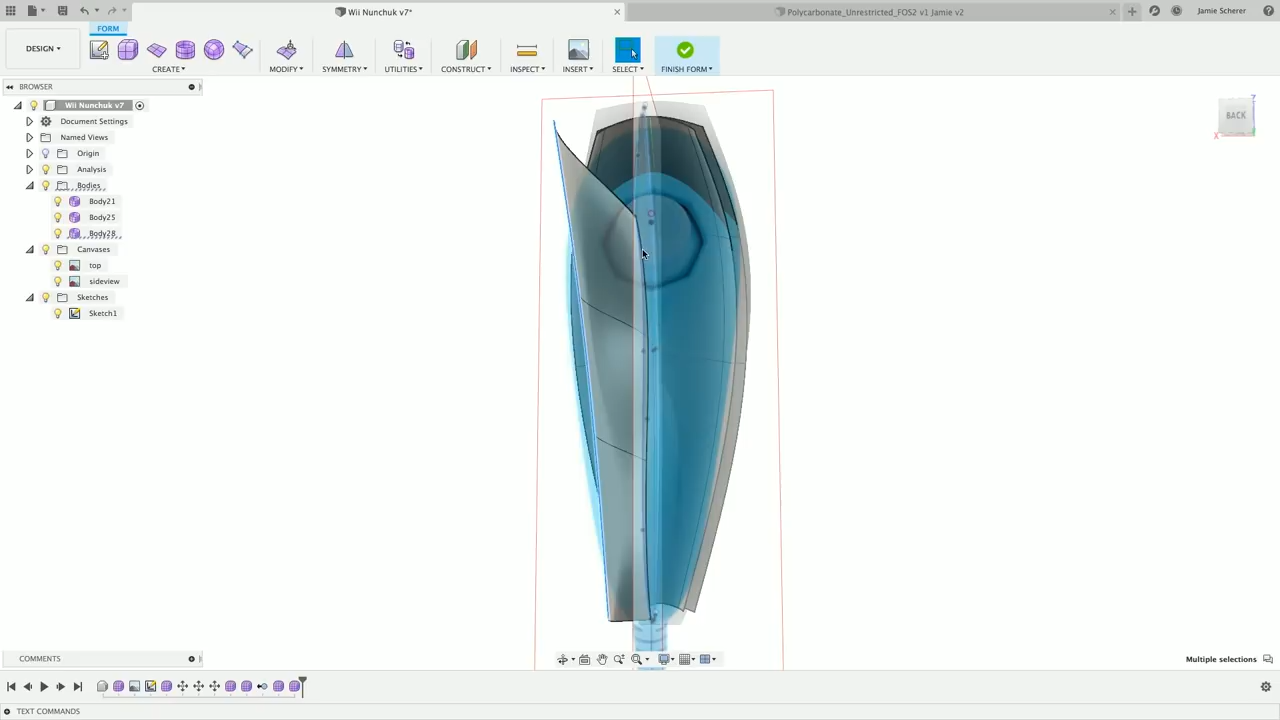 Wii Nunchuk v7*
Polycarbonate_Unrestricted_FOS2 v1 Jamie v2
Jamie Scherer
FORM
DESIGN
CREATE
MODIFY
SYMMETRY
UTILITIES
CONSTRUCT
INSPECT
INSERT
SELECT
FINISH FORM
BROWSER
Wii Nunchuk v7
Document Settings
Named Views
Origin
Analysis
Bodies
Body21
Body25
Body28
Canvases
top
sideview
Sketches
Sketch1
BACK
Z
X
COMMENTS
Multiple selections
TEXT COMMANDS